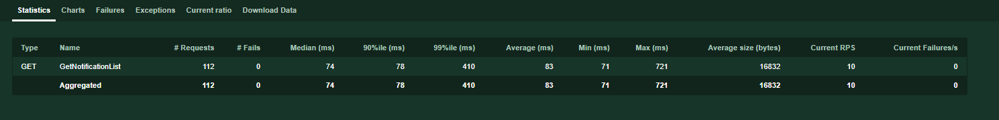 Statistics Charts Failures Exceptions Current ratio Download Data
Type Name # Requests # Fails Median (ms) 90%ile (ms) 99%ile (ms) Average (ms) Min (ms) Max (ms) Average size (bytes) Current RPS Current Failures/s
GET GetNotificationList 112 0 74 78 410 83 71 721 16832 10 0
Aggregated 112 0 74 78 410 83 71 721 16832 10 0